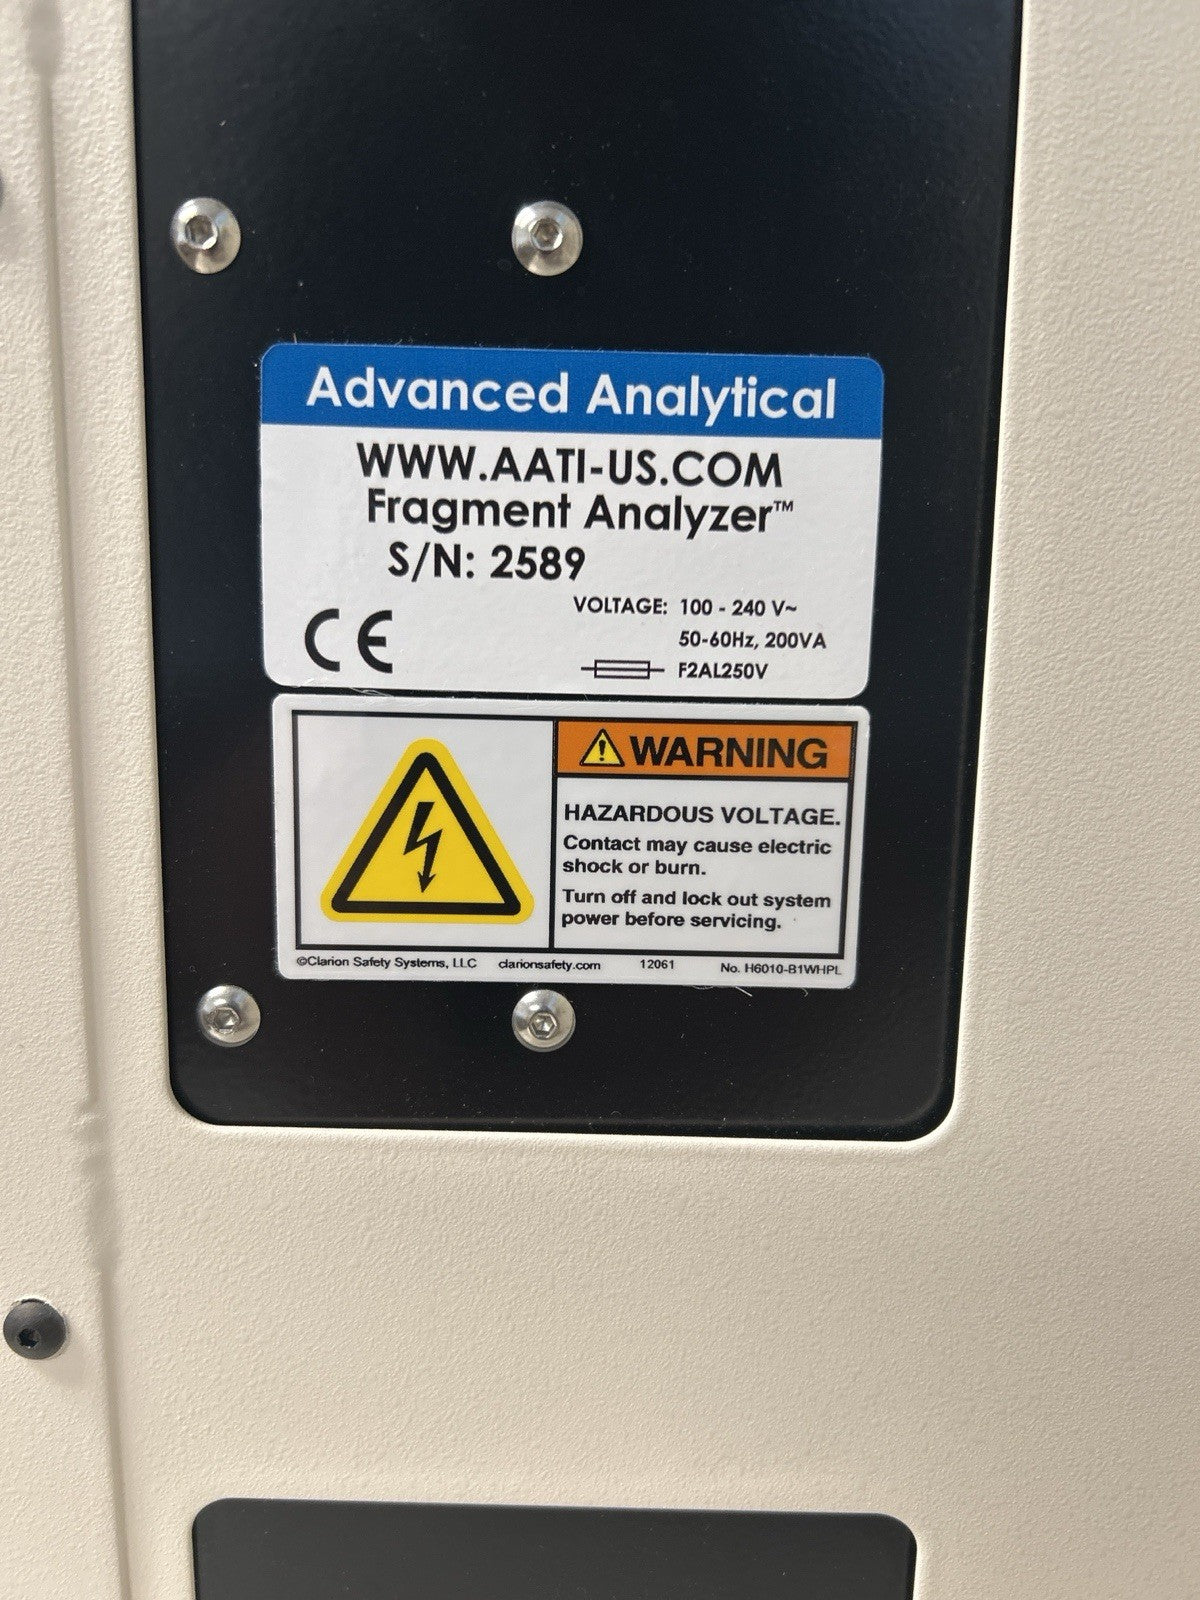 Advanced Analytical
WWW.AATI-US.COM
Fragment Analyzer™
S/N: 2589
VOLTAGE: 100 - 240 V~
50-60Hz, 200VA
F2AL250V
CE
WARNING
HAZARDOUS VOLTAGE.
Contact may cause electric
shock or burn.
Turn off and lock out system
power before servicing.
©Clarion Safety Systems, LLC clarionsafety.com 12061 No. H6010-B1WHPL